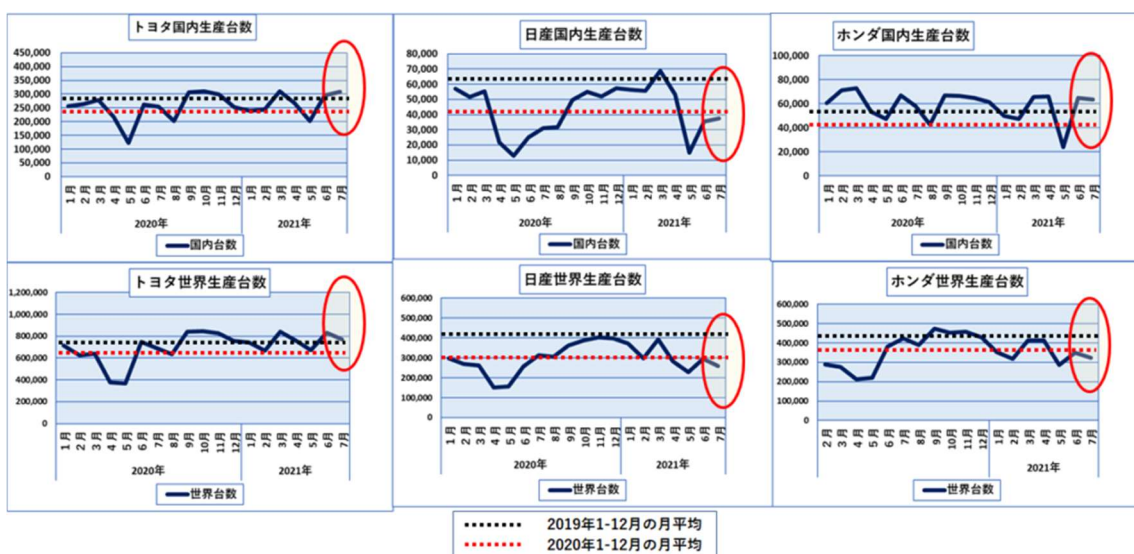 トヨタ国内生産台数
450,000
400,000
350,000
300,000
250,000
200,000
150,000
100,000
50,000
0
1月 2月 3月 4月 5月 6月 7月 8月 9月 10月 11月 12月 1月 2月 3月 4月 5月 6月 7月
2020年 2021年
国内台数
日産国内生産台数
80,000
70,000
60,000
50,000
40,000
30,000
20,000
10,000
0
1月 2月 3月 4月 5月 6月 7月 8月 9月 10月 11月 12月 1月 2月 3月 4月 5月 6月 7月
2020年 2021年
国内台数
ホンダ国内生産台数
100,000
80,000
60,000
40,000
20,000
0
1月 2月 3月 4月 5月 6月 7月 8月 9月 10月 11月 12月 1月 2月 3月 4月 5月 6月 7月
2020年 2021年
国内台数
トヨタ世界生産台数
1,200,000
1,000,000
800,000
600,000
400,000
200,000
0
1月 2月 3月 4月 5月 6月 7月 8月 9月 10月 11月 12月 1月 2月 3月 4月 5月 6月 7月
2020年 2021年
世界台数
日産世界生産台数
600,000
500,000
400,000
300,000
200,000
100,000
0
1月 2月 3月 4月 5月 6月 7月 8月 9月 10月 11月 12月 1月 2月 3月 4月 5月 6月 7月
2020年 2021年
世界台数
ホンダ世界生産台数
600,000
500,000
400,000
300,000
200,000
100,000
0
2月 3月 4月 5月 6月 7月 8月 9月 10月 11月 12月 1月 2月 3月 4月 5月 6月 7月
2020年 2021年
世界台数
2019年1-12月の月平均
2020年1-12月の月平均